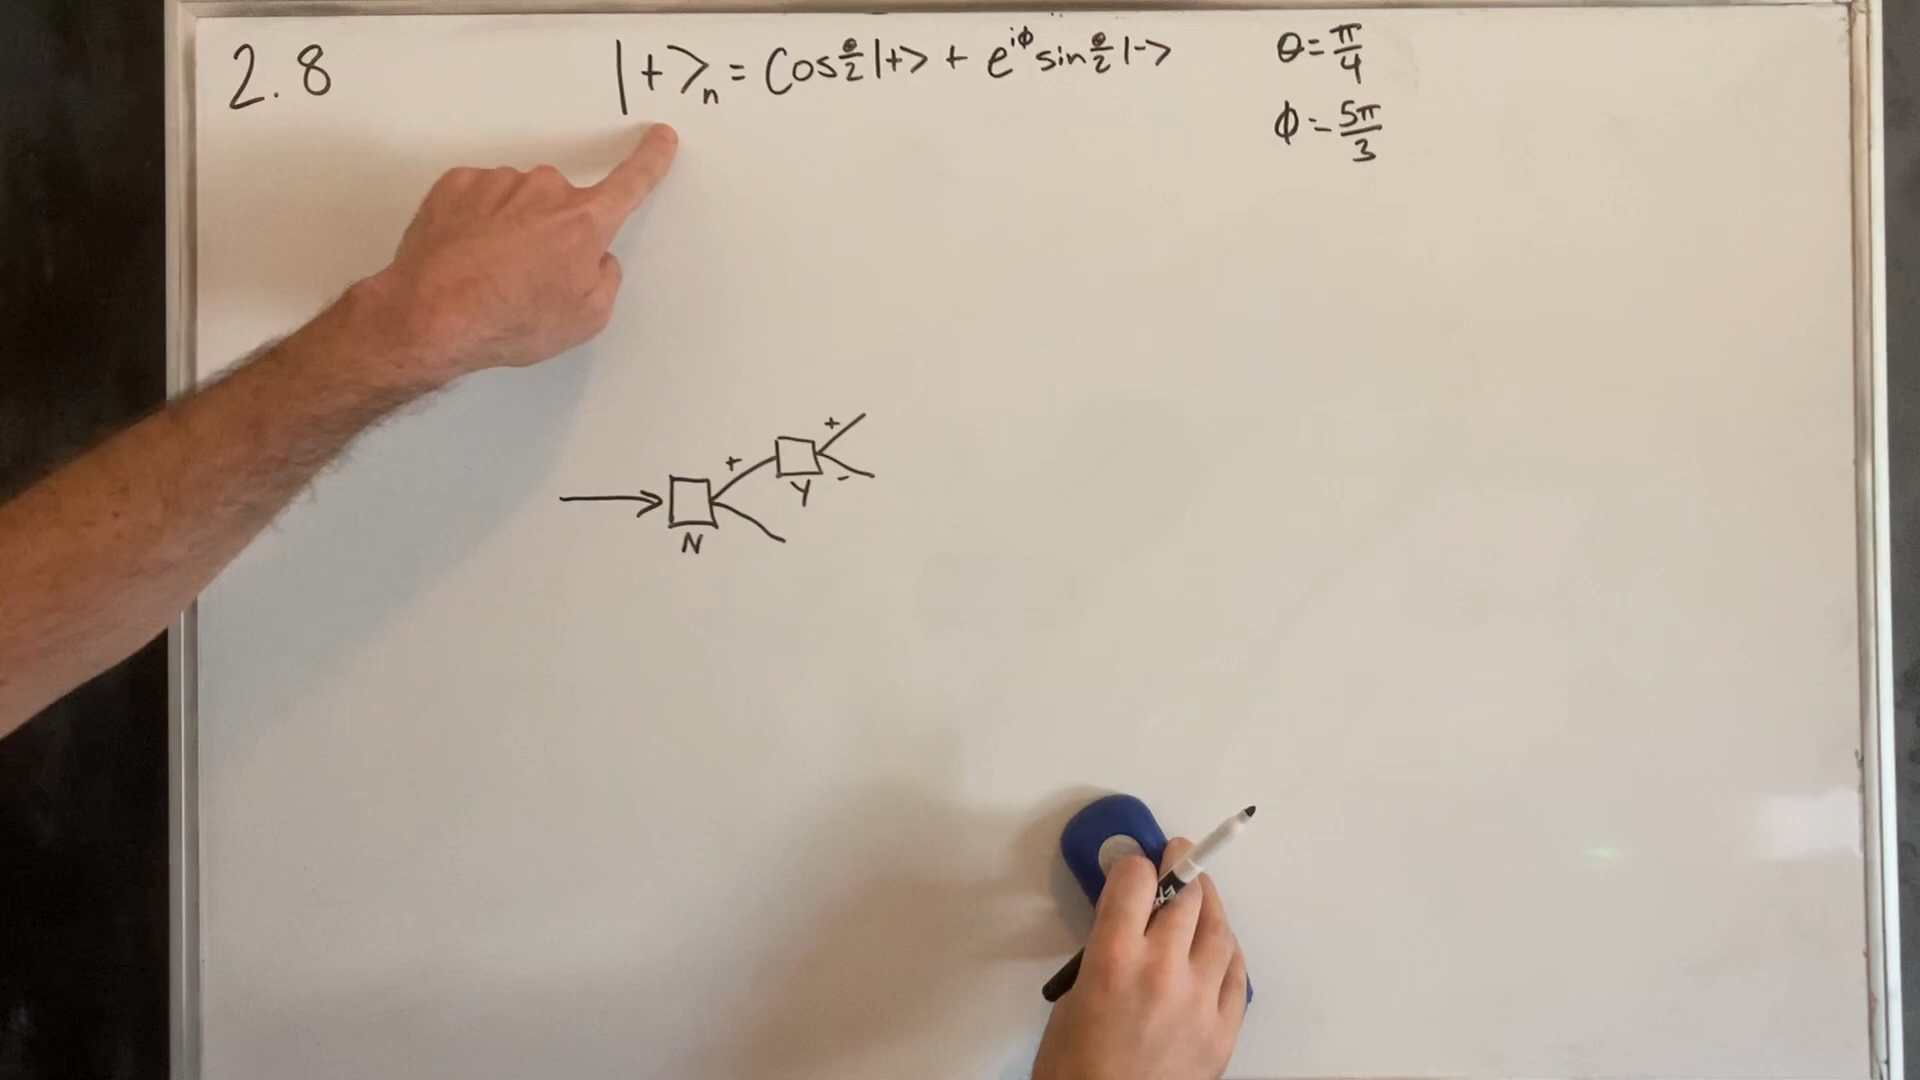 2.8
|+>ₙ = Cos θ/2 |+> + e^{iφ} sin θ/2 |->
θ = π/4
φ = 5π/3
+
+
-
Y
N